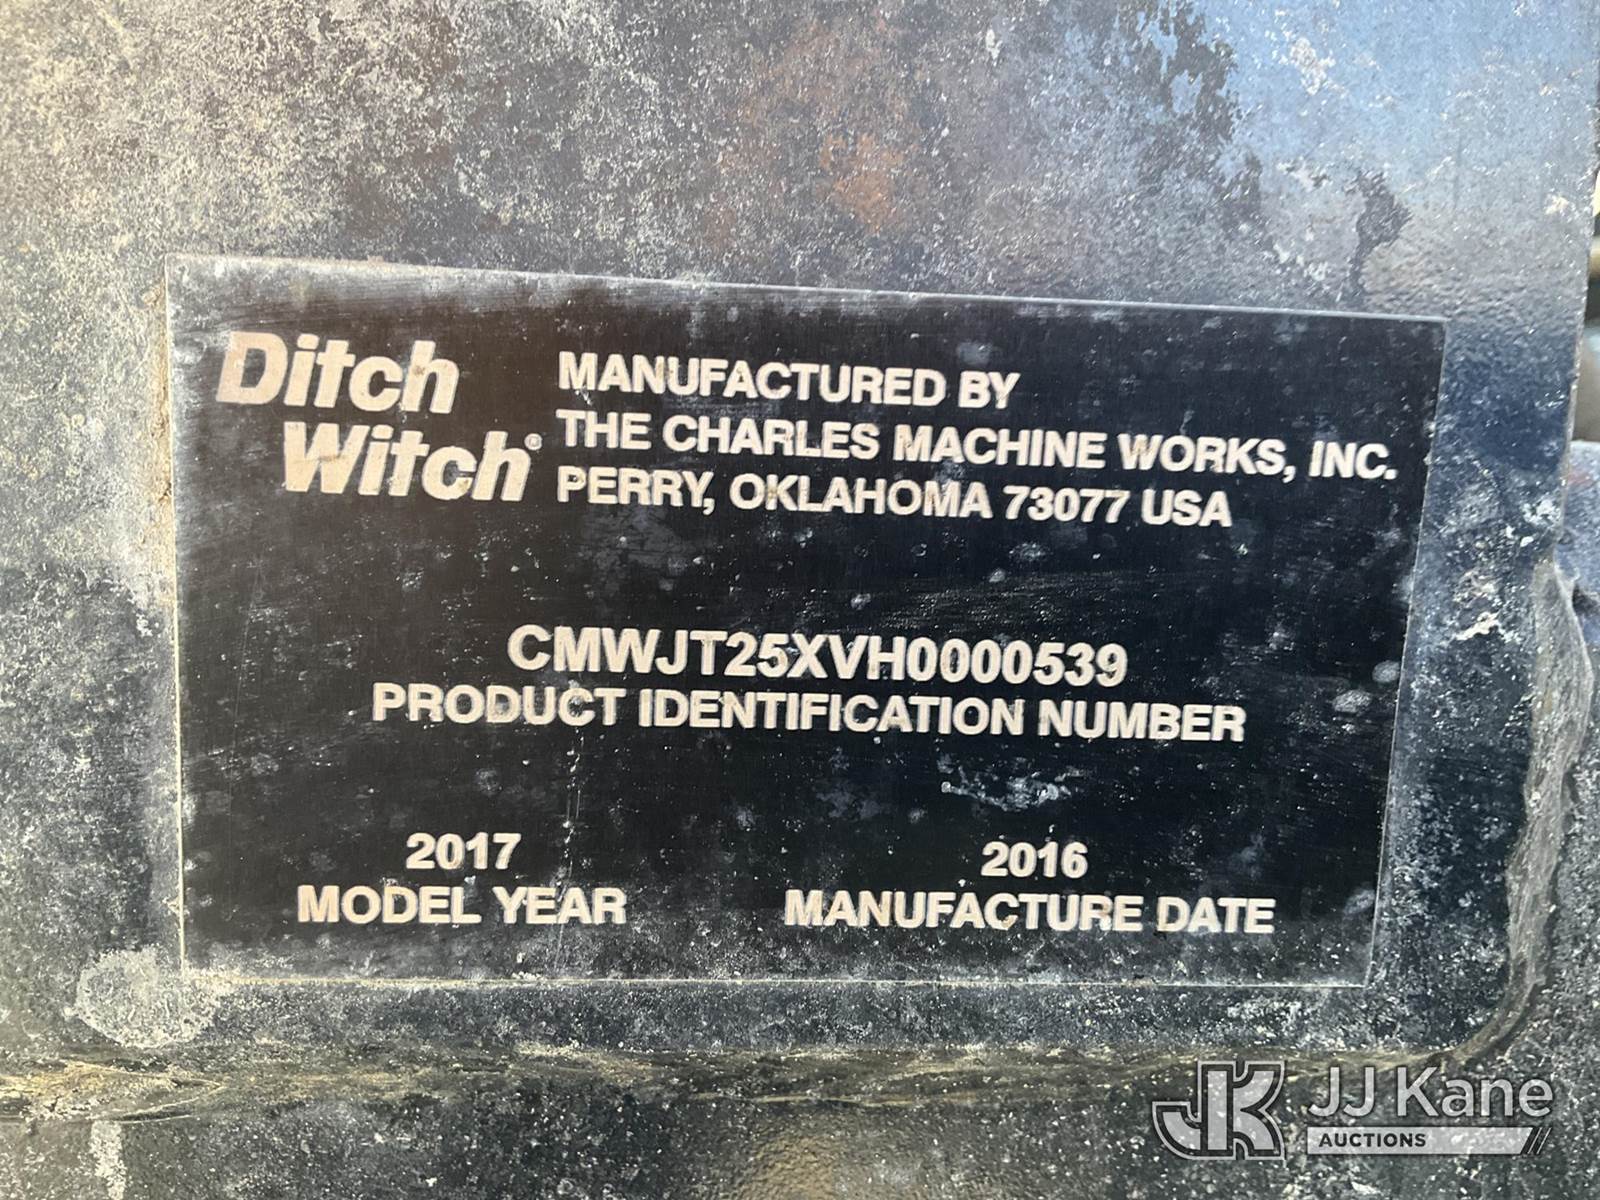 Ditch
Witch®
MANUFACTURED BY
THE CHARLES MACHINE WORKS, INC.
PERRY, OKLAHOMA 73077 USA
CMWJT25XVH0000539
PRODUCT IDENTIFICATION NUMBER
2017
MODEL YEAR
2016
MANUFACTURE DATE
JK JJ Kane
AUCTIONS